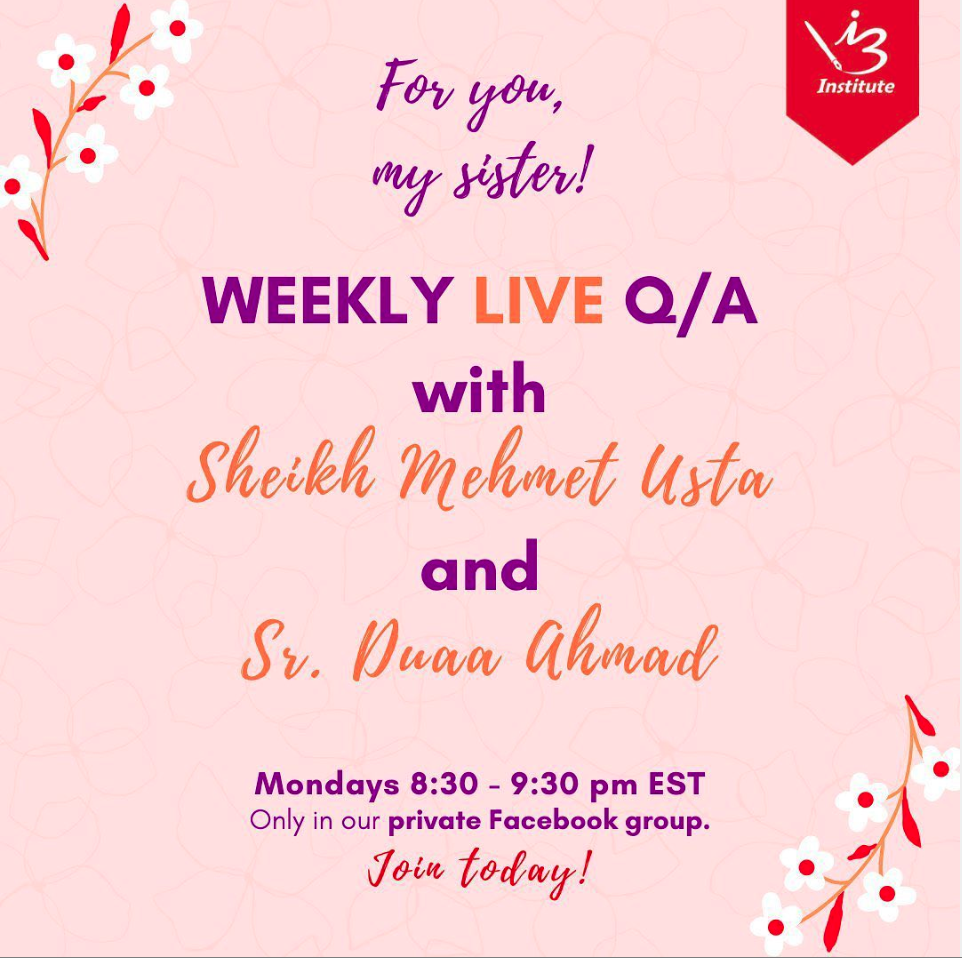 For you,
my sister!
WEEKLY LIVE Q/A
with
Sheikh Mehmet Usta
and
Sr. Duaa Ahmad
Mondays 8:30 - 9:30 pm EST
Only in our private Facebook group.
Join today!
Institute